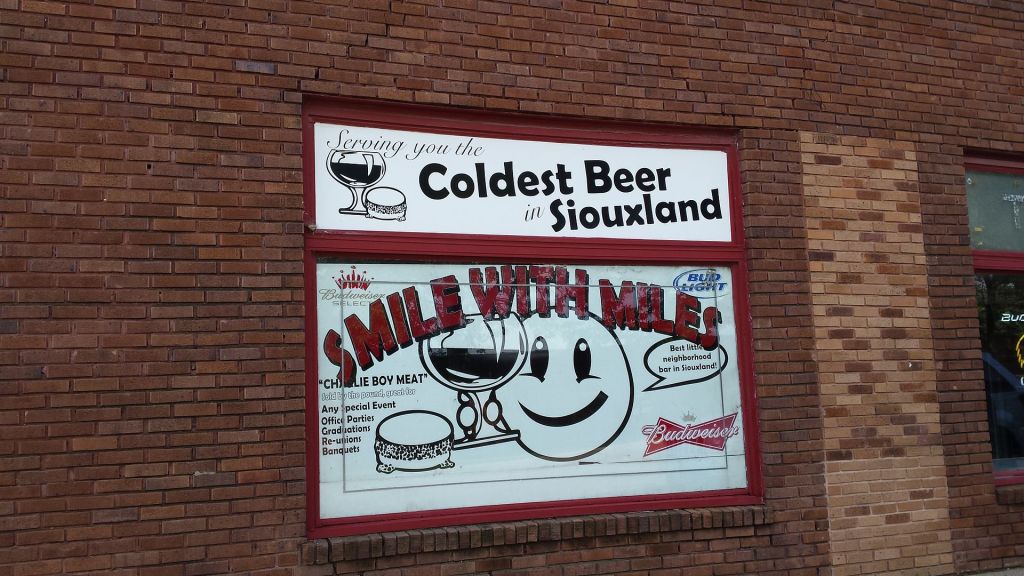 Serving you the
Coldest Beer
in Siouxland
Budweiser
SELECT
SMILE WITH MILES
BUD
LIGHT
Best little
neighborhood
bar in Siouxland!
"CHARLIE BOY MEAT"
Sold by the pound, great for
Any Special Event
Office Parties
Graduations
Re-unions
Banquets
Budweiser